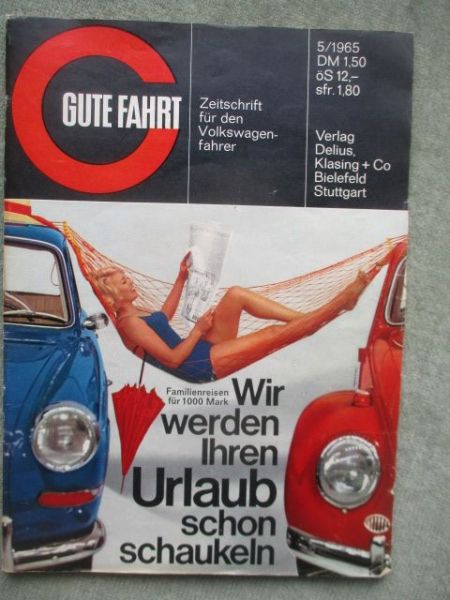 GUTE FAHRT
Zeitschrift
für den
Volkswagen-
fahrer
5/1965
DM 1,50
öS 12,–
sfr. 1,80
Verlag
Delius,
Klasing + Co
Bielefeld
Stuttgart
Familienreisen
für 1000 Mark
Wir
werden
Ihren
Urlaub
schon
schaukeln